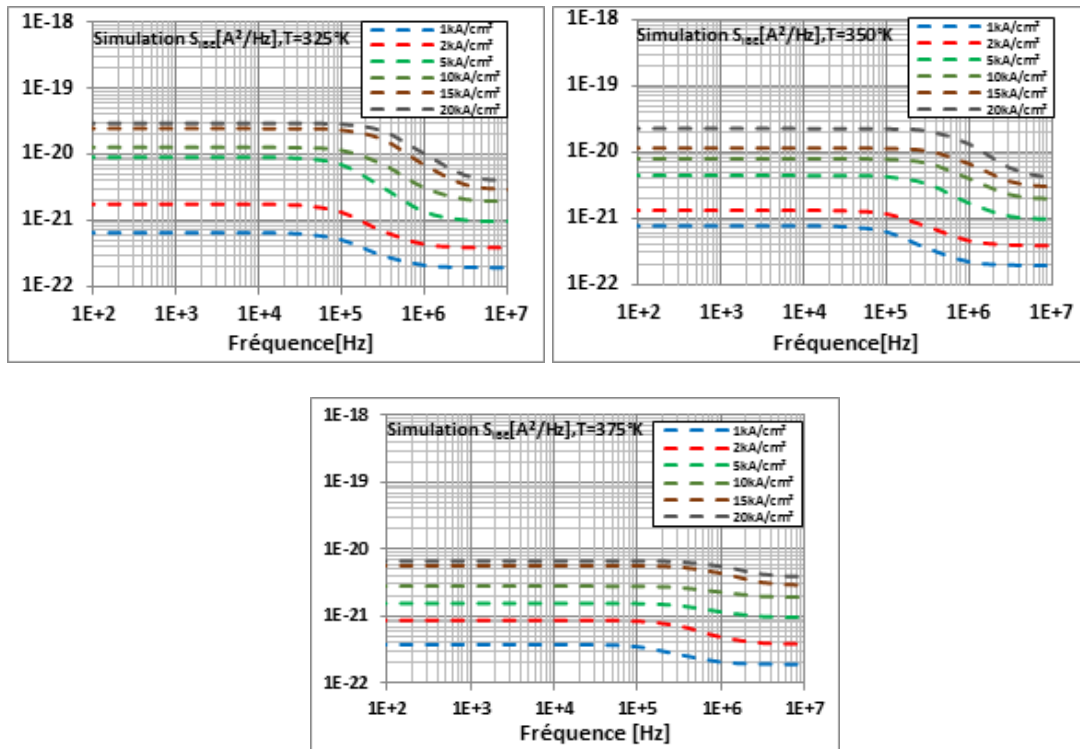 Simulation SIBE[A²/Hz],T=325°K
1kA/cm²
2kA/cm²
5kA/cm²
10kA/cm²
15kA/cm²
20kA/cm²
1E-18
1E-19
1E-20
1E-21
1E-22
1E+2 1E+3 1E+4 1E+5 1E+6 1E+7
Fréquence[Hz]
Simulation SIBE[A²/Hz],T=350°K
1kA/cm²
2kA/cm²
5kA/cm²
10kA/cm²
15kA/cm²
20kA/cm²
1E-18
1E-19
1E-20
1E-21
1E-22
1E+2 1E+3 1E+4 1E+5 1E+6 1E+7
Fréquence[Hz]
Simulation SIBE[A²/Hz],T=375°K
1kA/cm²
2kA/cm²
5kA/cm²
10kA/cm²
15kA/cm²
20kA/cm²
1E-18
1E-19
1E-20
1E-21
1E-22
1E+2 1E+3 1E+4 1E+5 1E+6 1E+7
Fréquence [Hz]